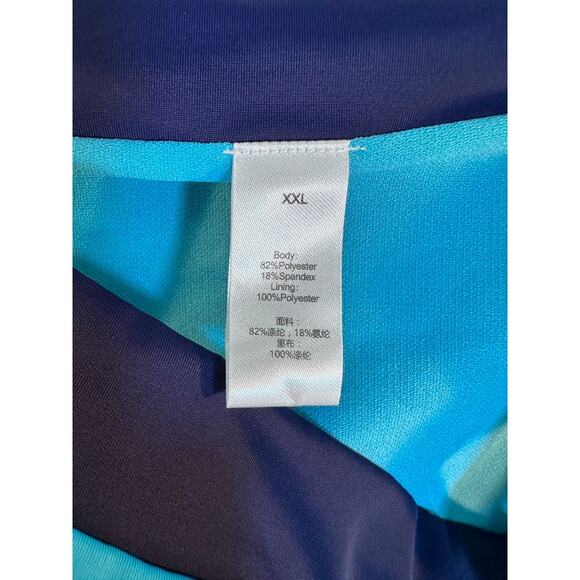 XXL
Body:
82%Polyester
18%Spandex
Lining:
100%Polyester
面料:
82%涤纶, 18%氨纶
里布:
100%涤纶